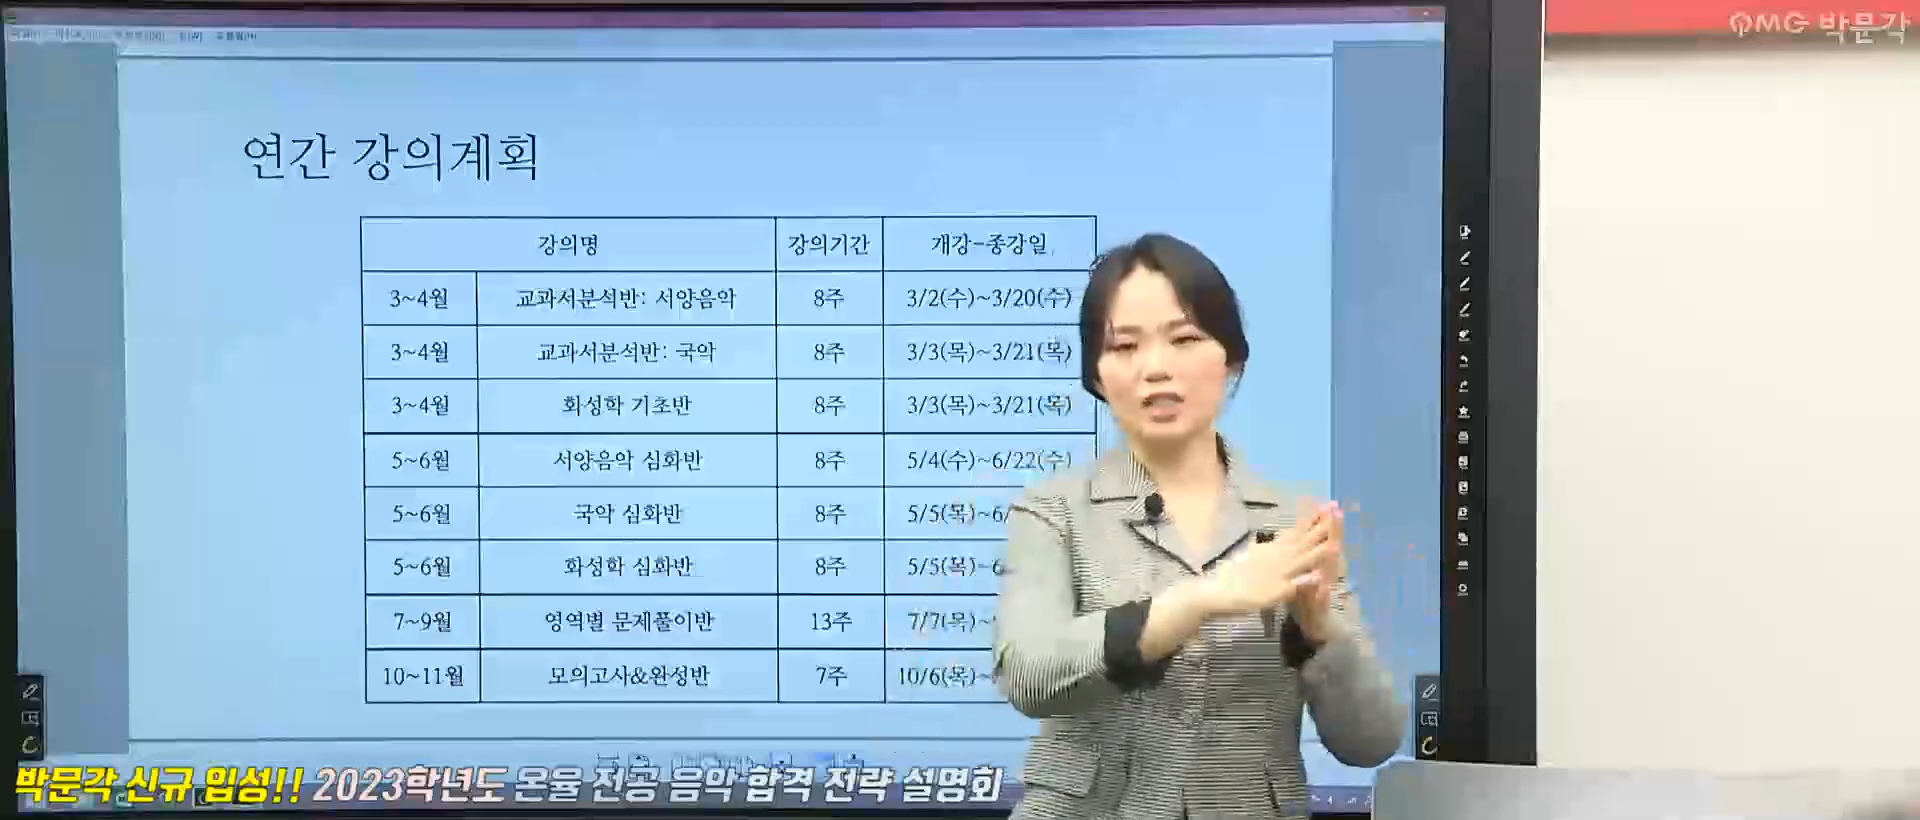 PMG 박문각
연간 강의계획
강의명 강의기간 개강-종강일
3~4월 교과서분석반: 서양음악 8주 3/2(수)~3/20(수)
3~4월 교과서분석반: 국악 8주 3/3(목)~3/21(목)
3~4월 화성학 기초반 8주 3/3(목)~3/21(목)
5~6월 서양음악 심화반 8주 5/4(수)~6/22(수)
5~6월 국악 심화반 8주 5/5(목)~6/
5~6월 화성학 심화반 8주 5/5(목)~6
7~9월 영역별 문제풀이반 13주 7/7(목)~
10~11월 모의고사&완성반 7주 10/6(목)~
박문각 신규 입성!! 2023학년도 온율 전공 음악 합격 전략 설명회